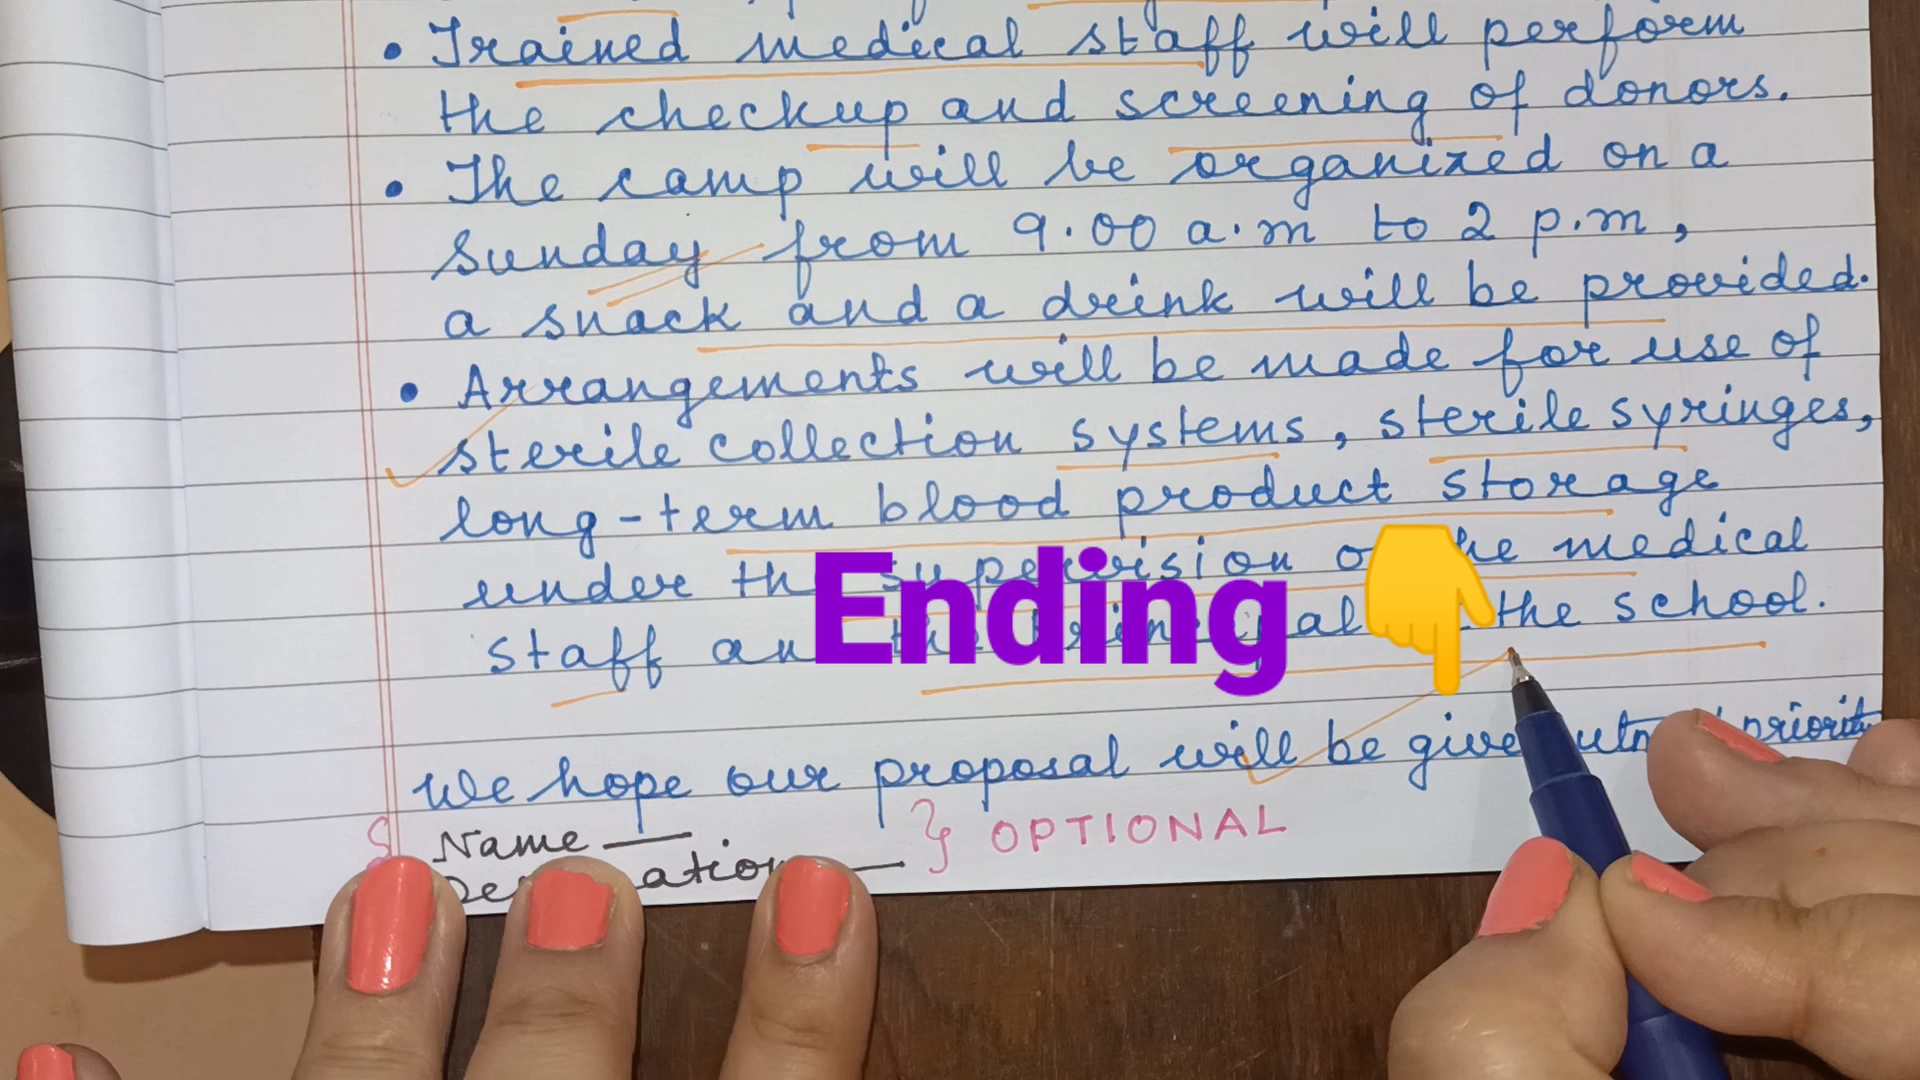 • Trained medical staff will perform
the checkup and screening of donors.
• The camp will be organized on a
Sunday from 9.00 a.m to 2 p.m,
a snack and a drink will be provided.
• Arrangements will be made for use of
sterile collection systems, sterile syringes,
long-term blood product storage
under the supervision medical
staff the school.
Ending
We hope our proposal will be
Name —
OPTIONAL